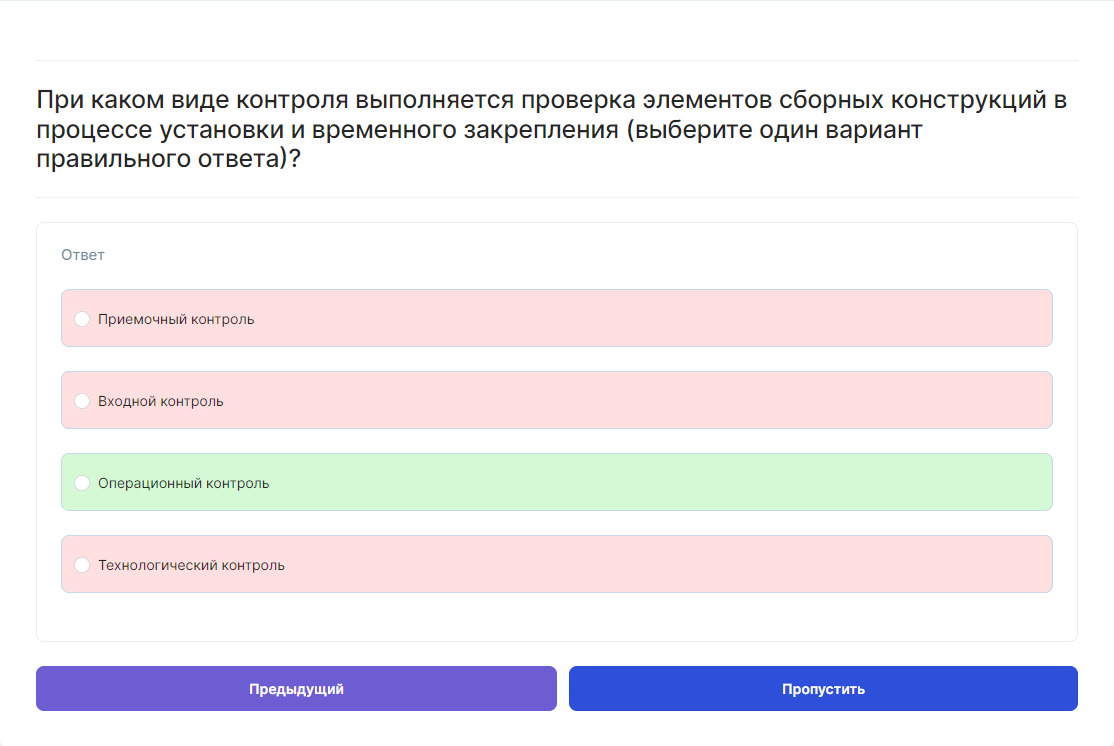 При каком виде контроля выполняется проверка элементов сборных конструкций в
процессе установки и временного закрепления (выберите один вариант
правильного ответа)?
Ответ
Приемочный контроль
Входной контроль
Операционный контроль
Технологический контроль
Предыдущий
Пропустить